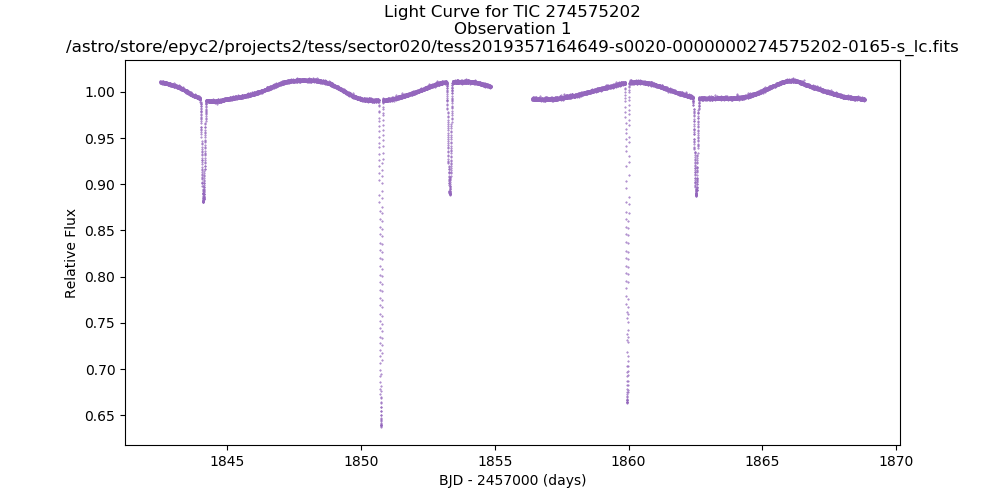 Light Curve for TIC 274575202
Observation 1
/astro/store/epyc2/projects2/tess/sector020/tess2019357164649-s0020-0000000274575202-0165-s_lc.fits
1.00
0.95
0.90
0.85
0.80
0.75
0.70
0.65
Relative Flux
1845
1850
1855
1860
1865
1870
BJD - 2457000 (days)